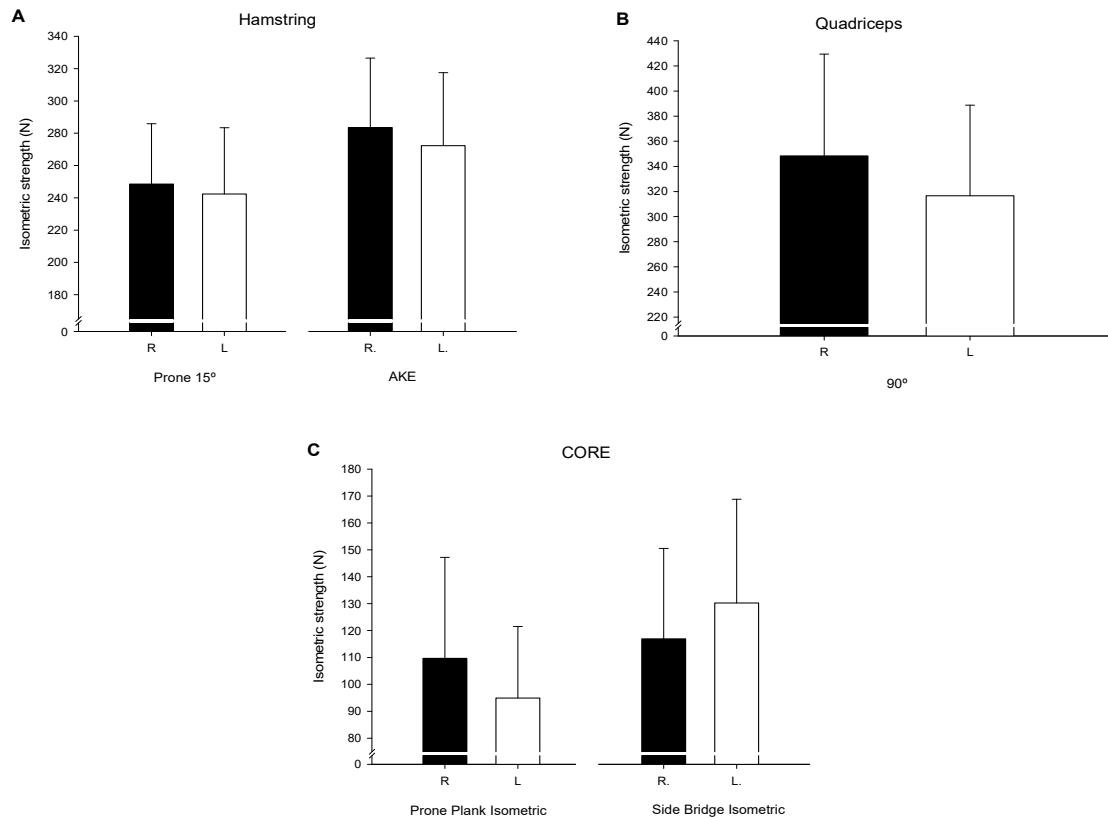 A
Hamstring
Isometric strength (N)
340
320
300
280
260
240
220
200
180
0
R
L
R.
L.
Prone 15º
AKE
B
Quadriceps
Isometric strength (N)
440
420
400
380
360
340
320
300
280
260
240
220
0
R
L
90º
C
CORE
Isometric strength (N)
180
170
160
150
140
130
120
110
100
90
80
0
R
L
R.
L.
Prone Plank Isometric
Side Bridge Isometric